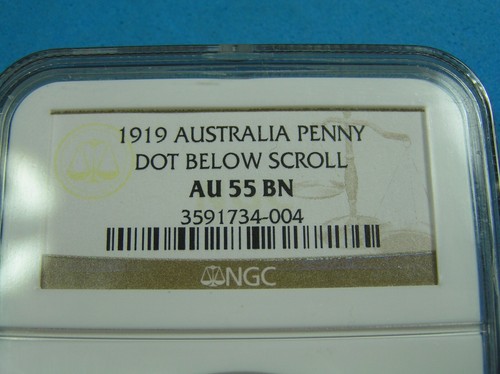 1919 AUSTRALIA PENNY
DOT BELOW SCROLL
AU 55 BN
3591734-004
NGC